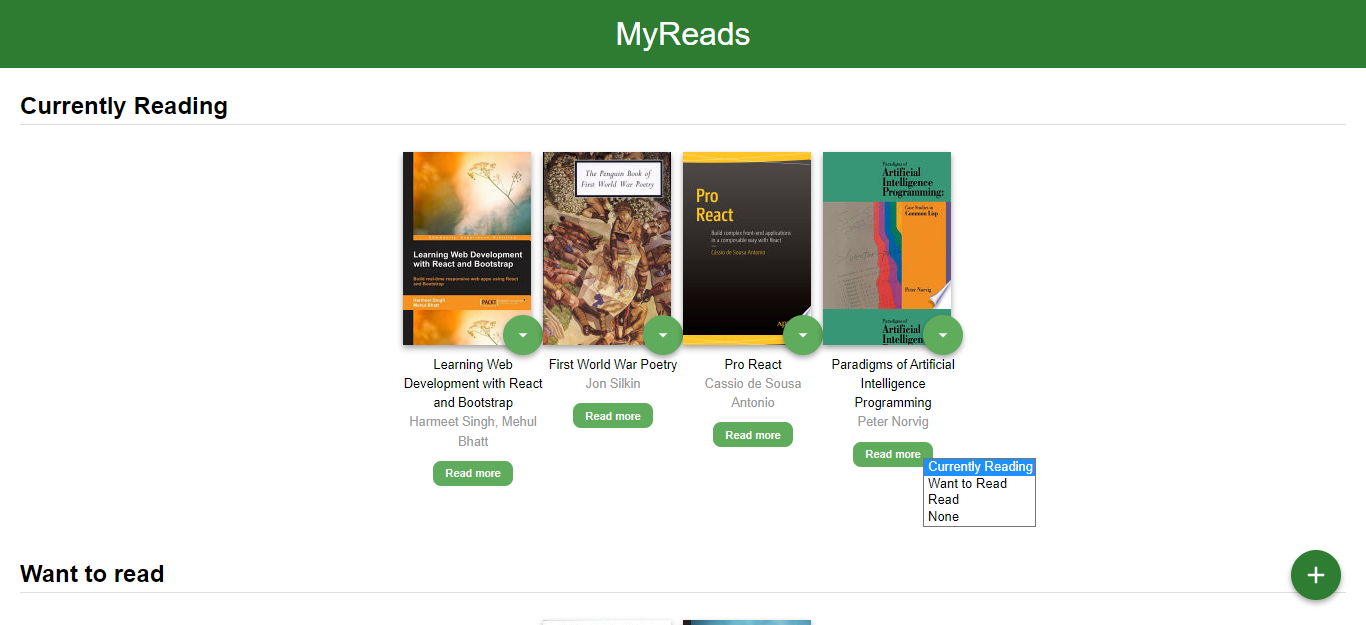 MyReads
Currently Reading
Learning Web Development
with React and Bootstrap
Build real-time responsive web apps using React
and Bootstrap
Harmeet Singh
Mehul Bhatt
PACKT
The Penguin Book of
First World War Poetry
Pro
React
Build complex front-end applications
in a composable way with React
Cássio de Sousa Antonio
Paradigms of
Artificial
Intelligence
Programming:
Case Studies in
Common Lisp
Peter Norvig
Paradigms of
Artificial
Learning Web
Development with React
and Bootstrap
Harmeet Singh, Mehul
Bhatt
Read more
First World War Poetry
Jon Silkin
Read more
Pro React
Cassio de Sousa
Antonio
Read more
Paradigms of Artificial
Intelligence
Programming
Peter Norvig
Read more
Currently Reading
Want to Read
Read
None
Want to read
+